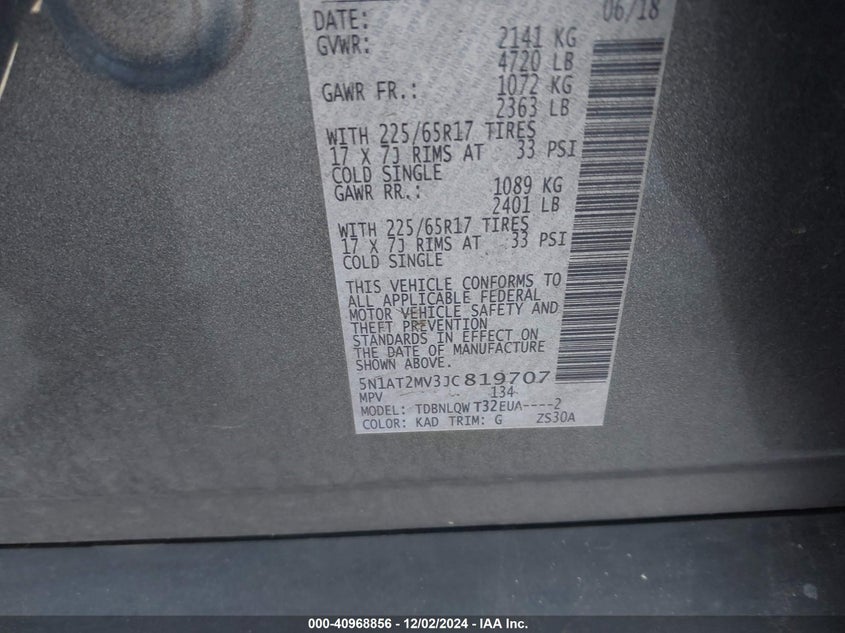 DATE: 06/18
GVWR: 2141 KG
4720 LB
GAWR FR.: 1072 KG
2363 LB
WITH 225/65R17 TIRES
17 X 7J RIMS AT 33 PSI
COLD SINGLE
GAWR RR.: 1089 KG
2401 LB
WITH 225/65R17 TIRES
17 X 7J RIMS AT 33 PSI
COLD SINGLE
THIS VEHICLE CONFORMS TO
ALL APPLICABLE FEDERAL
MOTOR VEHICLE SAFETY AND
THEFT PREVENTION
STANDARDS IN EFFECT ON
THE DATE OF MANUFACTURE
SHOWN ABOVE.
5N1AT2MV3JC819707
MPV 134
MODEL: TDBNLQW T32EUA----2
COLOR: KAD TRIM: G ZS30A
000-40968856 - 12/02/2024 - IAA Inc.